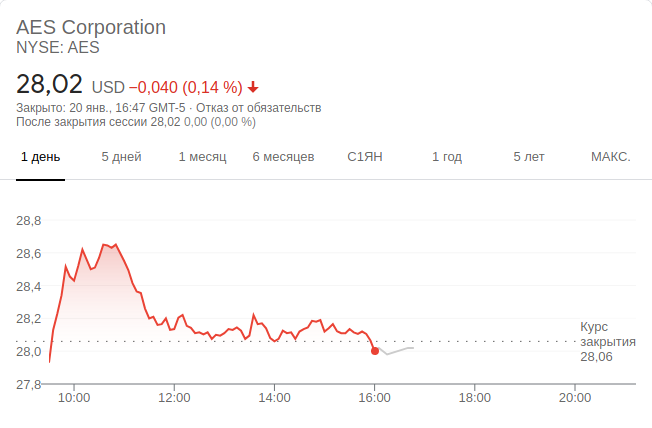 AES Corporation
NYSE: AES
28,02 USD −0,040 (0,14 %)
Закрыто: 20 янв., 16:47 GMT-5 · Отказ от обязательств
После закрытия сессии 28,02 0,00 (0,00 %)
1 день 5 дней 1 месяц 6 месяцев С1ЯН 1 год 5 лет МАКС.
28,8
28,6
28,4
28,2
28,0
27,8
Курс
закрытия
28,06
10:00 12:00 14:00 16:00 18:00 20:00